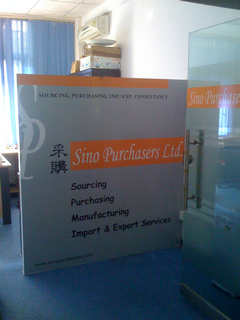 SOURCING, PURCHASING, IMP/ EXP. CONSULTANCY
采購
Sino Purchasers Ltd.
Sourcing
Purchasing
Manufacturing
Import & Export Services
Sino Purchasers